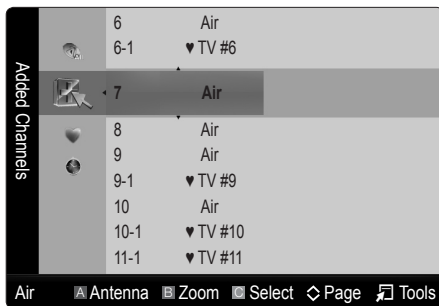 Added Channels
6 Air
6-1 ♥ TV #6
7 Air
8 Air
9 Air
9-1 ♥ TV #9
10 Air
10-1 ♥ TV #10
11-1 ♥ TV #11
Air A Antenna B Zoom C Select Page Tools